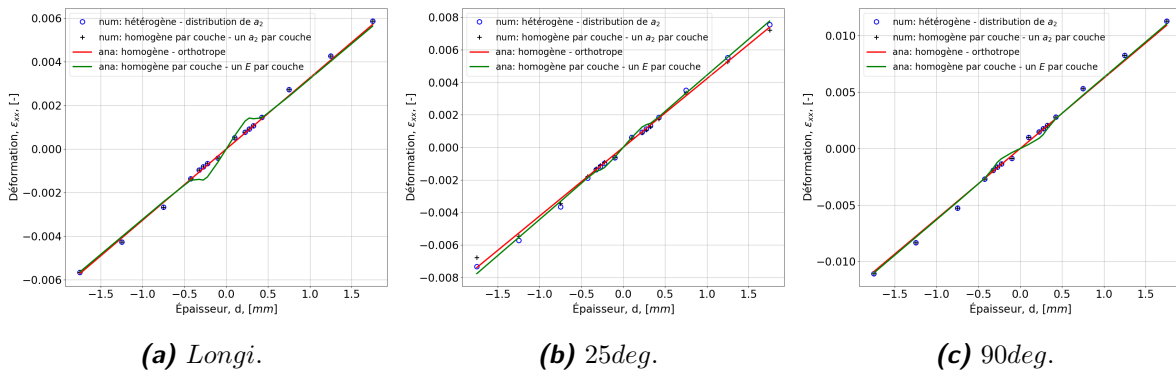 num: hétérogène - distribution de a₂
num: homogène par couche - un a₂ par couche
ana: homogène - orthotrope
ana: homogène par couche - un E par couche
0.006
0.004
0.002
0.000
−0.002
−0.004
−0.006
Déformation, εₓₓ, [-]
−1.5 −1.0 −0.5 0.0 0.5 1.0 1.5
Épaisseur, d, [mm]
(a) Longi.
num: hétérogène - distribution de a₂
num: homogène par couche - un a₂ par couche
ana: homogène - orthotrope
ana: homogène par couche - un E par couche
0.008
0.006
0.004
0.002
0.000
−0.002
−0.004
−0.006
−0.008
Déformation, εₓₓ, [-]
−1.5 −1.0 −0.5 0.0 0.5 1.0 1.5
Épaisseur, d, [mm]
(b) 25deg.
num: hétérogène - distribution de a₂
num: homogène par couche - un a₂ par couche
ana: homogène - orthotrope
ana: homogène par couche - un E par couche
0.010
0.005
0.000
−0.005
−0.010
Déformation, εₓₓ, [-]
−1.5 −1.0 −0.5 0.0 0.5 1.0 1.5
Épaisseur, d, [mm]
(c) 90deg.